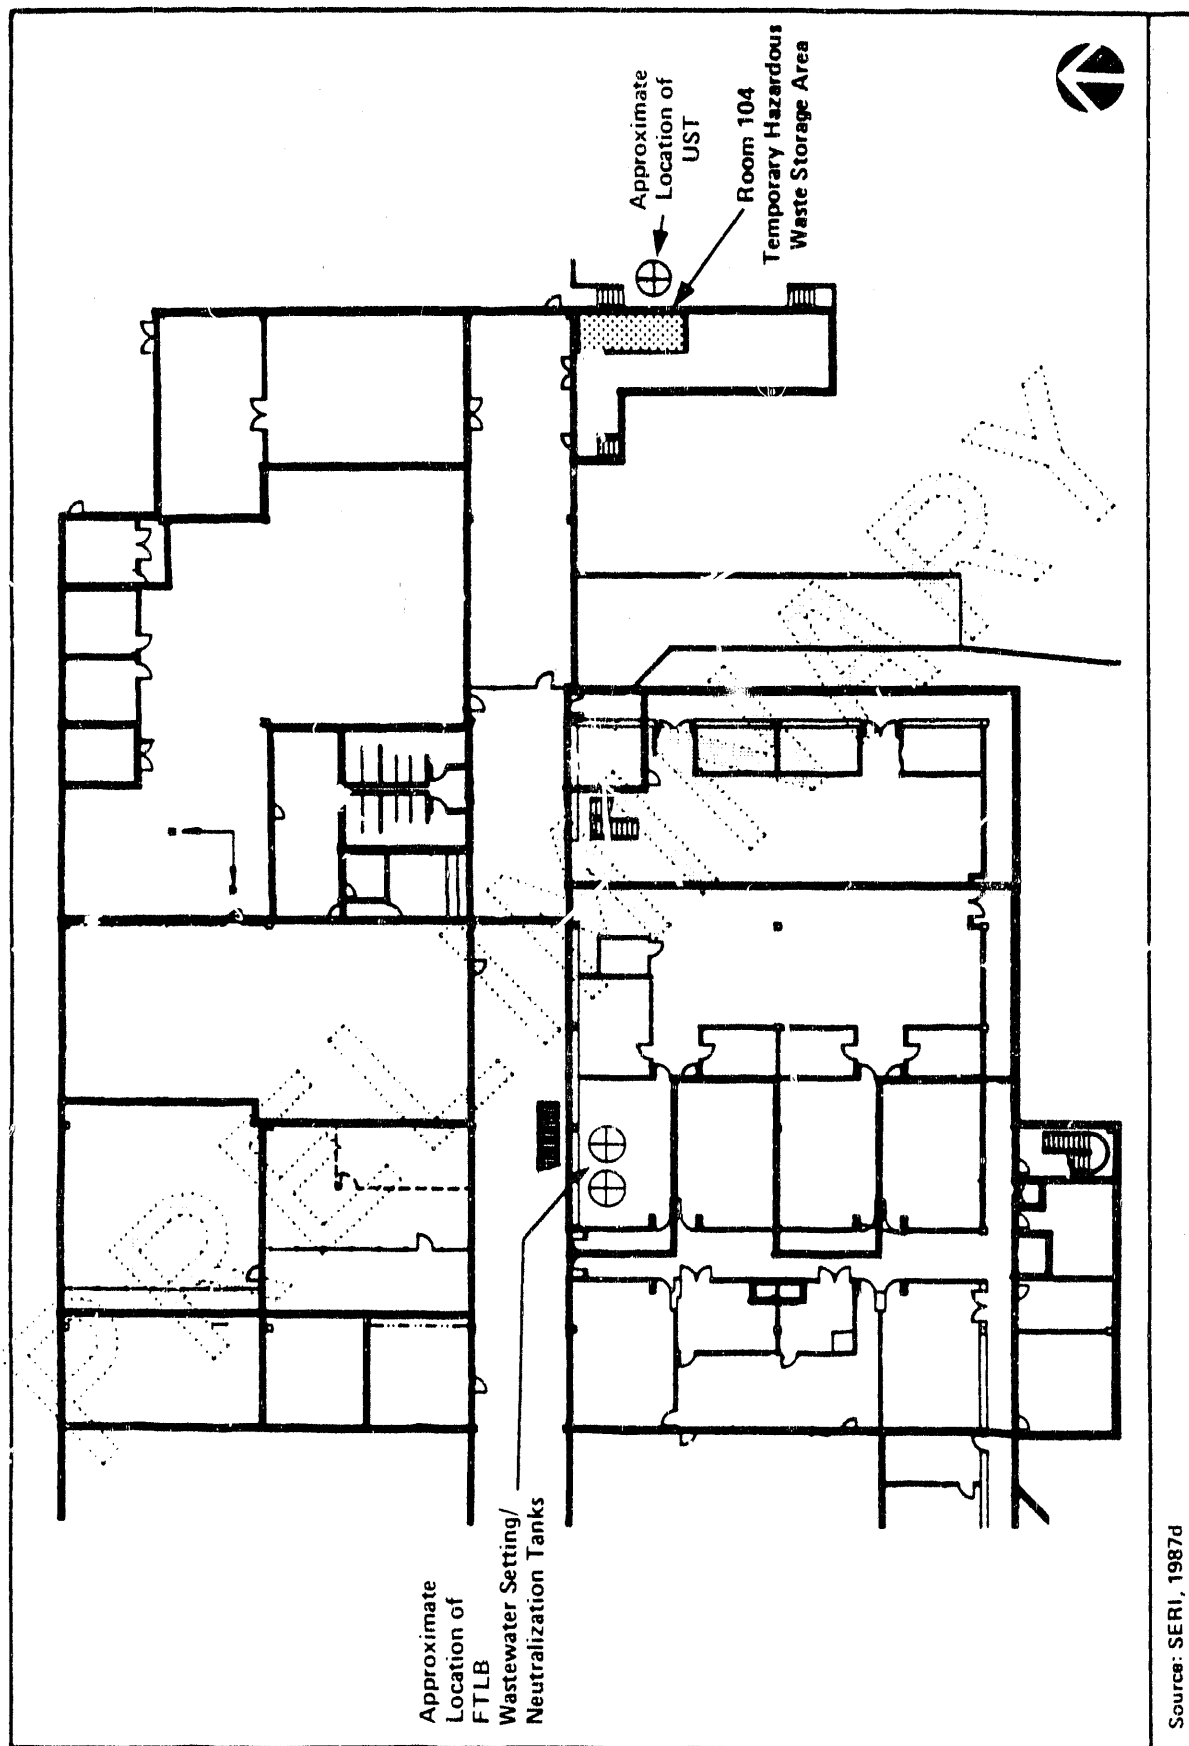 Approximate
Location of
UST
Room 104
Temporary Hazardous
Waste Storage Area
Approximate
Location of
FTLB
Wastewater Setting/
Neutralization Tanks
PRELIMINARY
Source: SERI, 1987d